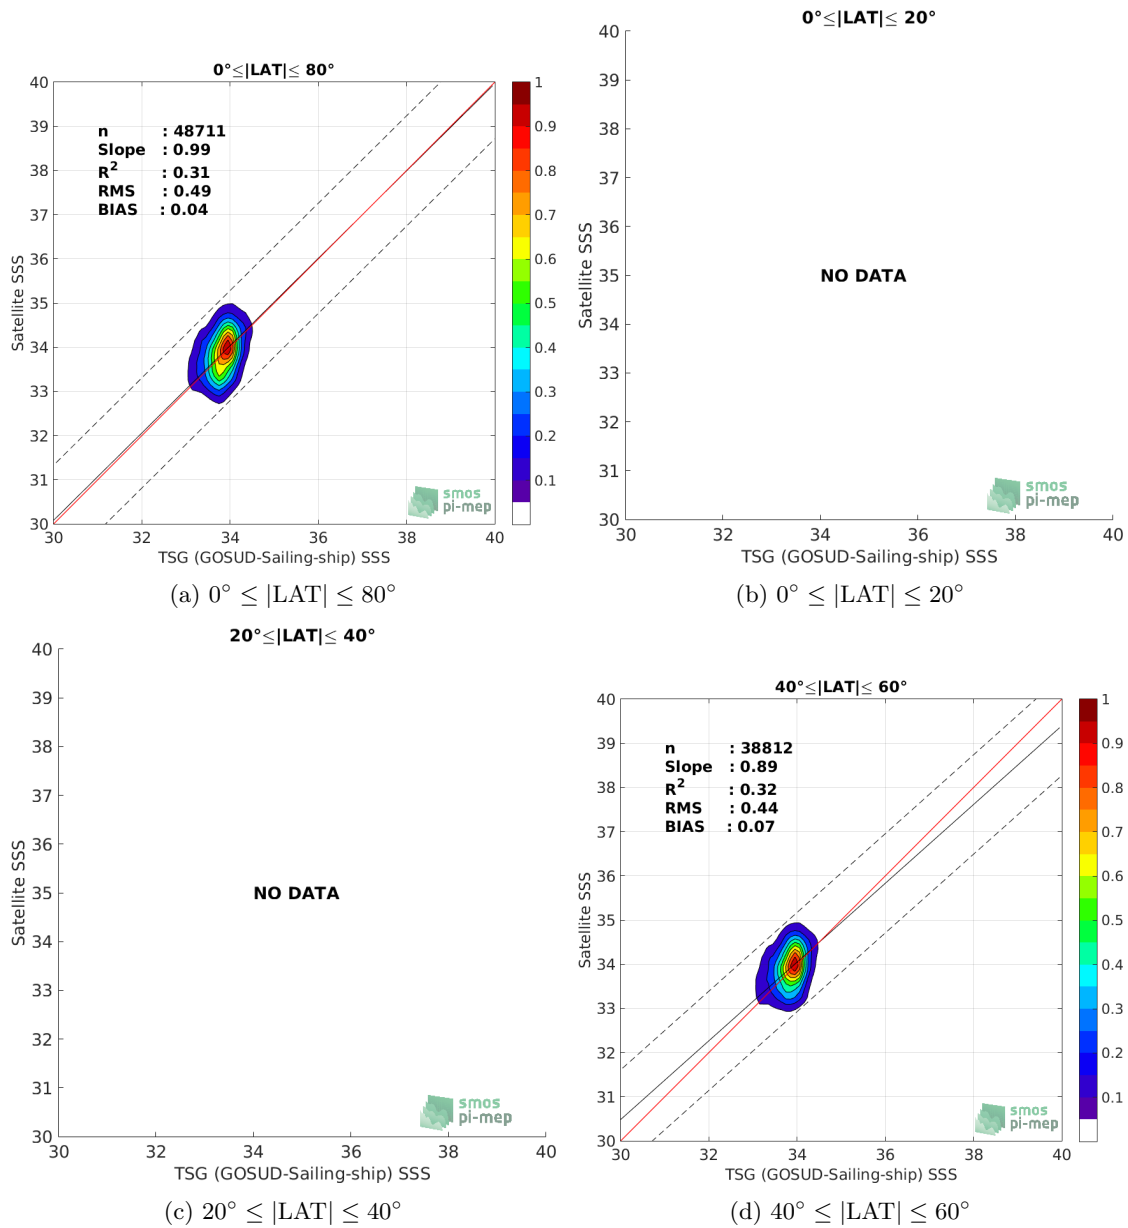 0°≤|LAT|≤ 80°
40
39
38
37
36
35
34
33
32
31
30
Satellite SSS
n : 48711
Slope : 0.99
R² : 0.31
RMS : 0.49
BIAS : 0.04
smos
pi-mep
30 32 34 36 38 40
TSG (GOSUD-Sailing-ship) SSS
1
0.9
0.8
0.7
0.6
0.5
0.4
0.3
0.2
0.1
(a) 0° ≤ |LAT| ≤ 80°
0°≤|LAT|≤ 20°
40
39
38
37
36
35
34
33
32
31
30
Satellite SSS
NO DATA
smos
pi-mep
30 32 34 36 38 40
TSG (GOSUD-Sailing-ship) SSS
(b) 0° ≤ |LAT| ≤ 20°
20°≤|LAT|≤ 40°
40
39
38
37
36
35
34
33
32
31
30
Satellite SSS
NO DATA
smos
pi-mep
30 32 34 36 38 40
TSG (GOSUD-Sailing-ship) SSS
(c) 20° ≤ |LAT| ≤ 40°
40°≤|LAT|≤ 60°
40
39
38
37
36
35
34
33
32
31
30
Satellite SSS
n : 38812
Slope : 0.89
R² : 0.32
RMS : 0.44
BIAS : 0.07
smos
pi-mep
30 32 34 36 38 40
TSG (GOSUD-Sailing-ship) SSS
1
0.9
0.8
0.7
0.6
0.5
0.4
0.3
0.2
0.1
(d) 40° ≤ |LAT| ≤ 60°